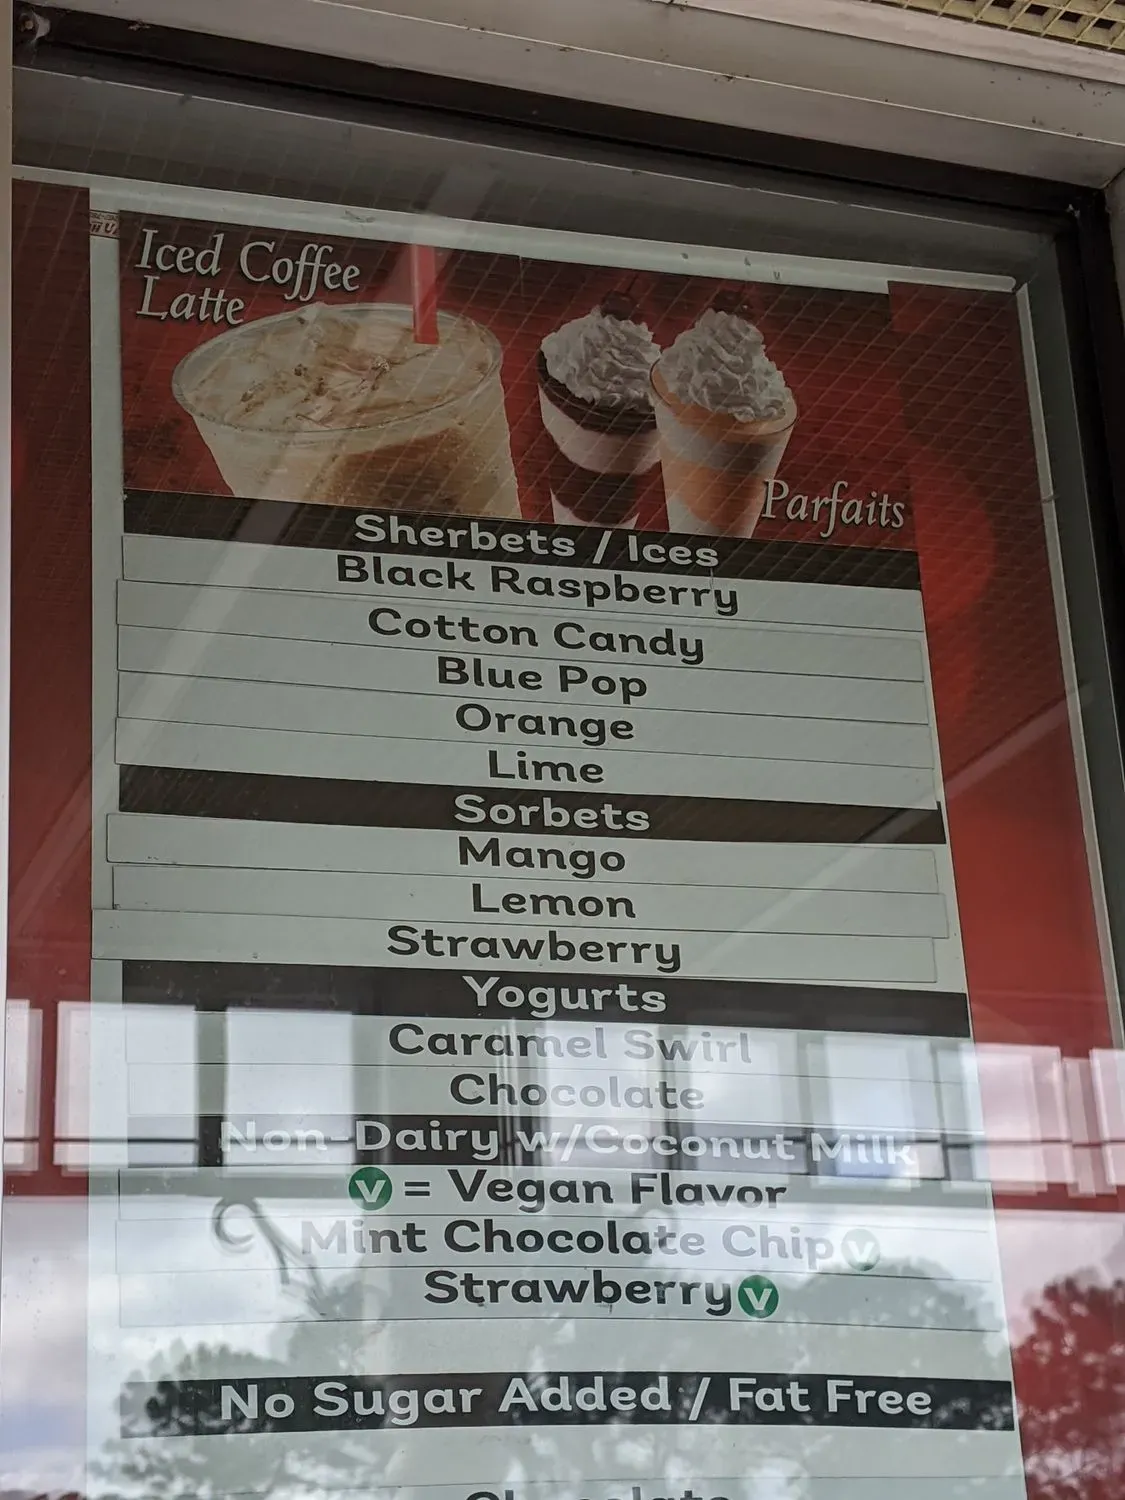 Iced Coffee
Latte
Parfaits
Sherbets / Ices
Black Raspberry
Cotton Candy
Blue Pop
Orange
Lime
Sorbets
Mango
Lemon
Strawberry
Yogurts
Caramel Swirl
Chocolate
Non-Dairy w/Coconut Milk
V = Vegan Flavor
Mint Chocolate Chip V
Strawberry V
No Sugar Added / Fat Free